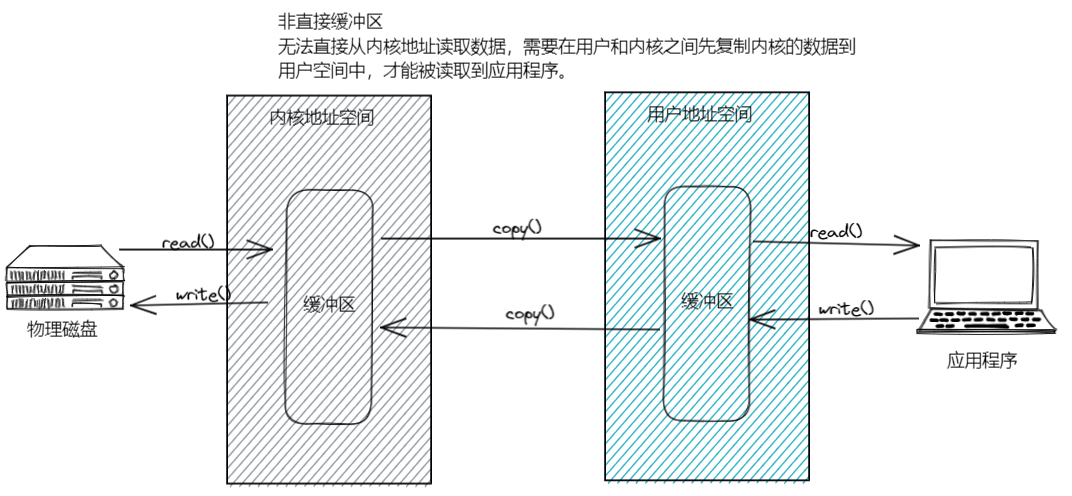 非直接缓冲区
无法直接从内核地址读取数据，需要在用户和内核之间先复制内核的数据到
用户空间中，才能被读取到应用程序。
内核地址空间
用户地址空间
read()
copy()
read()
write()
缓冲区
copy()
缓冲区
write()
物理磁盘
应用程序